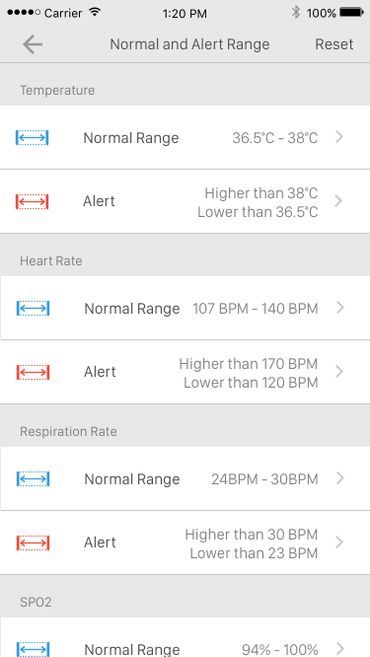 Carrier 1:20 PM 100%
Normal and Alert Range Reset
Temperature
Normal Range 36.5°C - 38°C
Alert Higher than 38°C
Lower than 36.5°C
Heart Rate
Normal Range 107 BPM - 140 BPM
Alert Higher than 170 BPM
Lower than 120 BPM
Respiration Rate
Normal Range 24BPM - 30BPM
Alert Higher than 30 BPM
Lower than 23 BPM
SPO2
Normal Range 94% - 100%